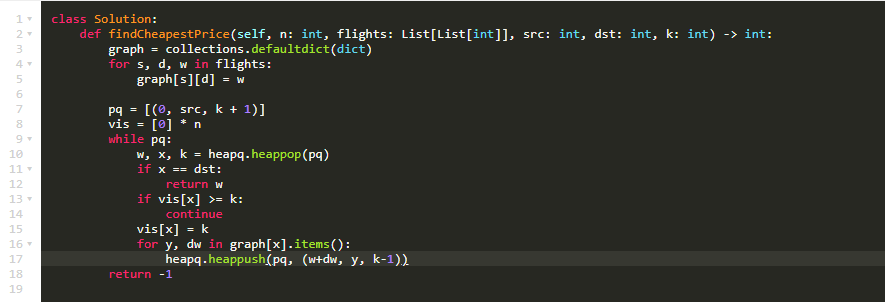 1 class Solution:
2     def findCheapestPrice(self, n: int, flights: List[List[int]], src: int, dst: int, k: int) -> int:
3         graph = collections.defaultdict(dict)
4         for s, d, w in flights:
5             graph[s][d] = w
6
7         pq = [(0, src, k + 1)]
8         vis = [0] * n
9         while pq:
10             w, x, k = heapq.heappop(pq)
11             if x == dst:
12                 return w
13             if vis[x] >= k:
14                 continue
15             vis[x] = k
16             for y, dw in graph[x].items():
17                 heapq.heappush(pq, (w+dw, y, k-1))
18         return -1
19